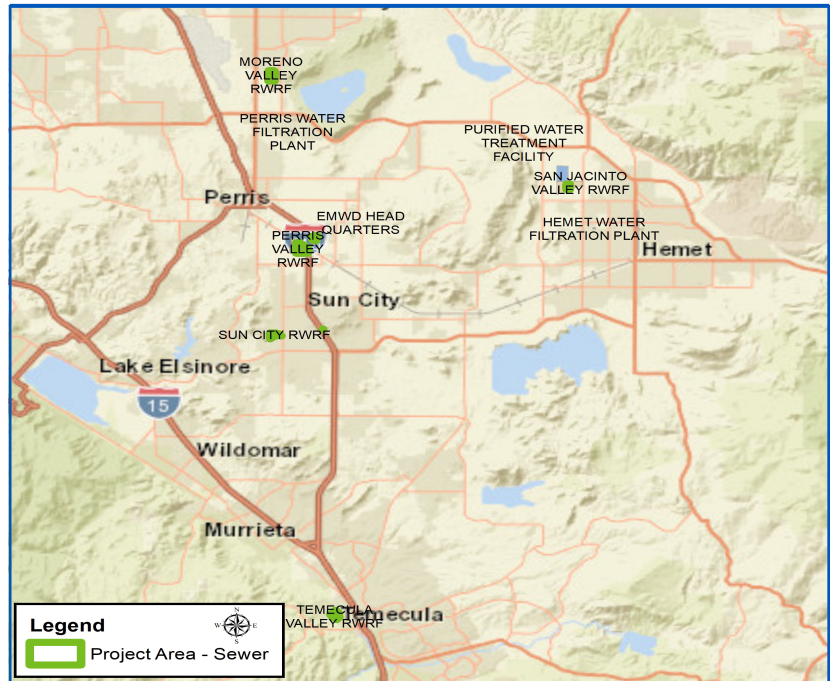 MORENO
VALLEY
RWRF
PERRIS WATER
FILTRATION
PLANT
PURIFIED WATER
TREATMENT
FACILITY
SAN JACINTO
VALLEY RWRF
Perris
EMWD HEAD
QUARTERS
HEMET WATER
FILTRATION PLANT
PERRIS
VALLEY
RWRF
Hemet
Sun City
SUN CITY RWRF
Lake Elsinore
15
Wildomar
Murrieta
TEMECULA
VALLEY RWRF
Temecula
Legend
N
W E
S
Project Area - Sewer